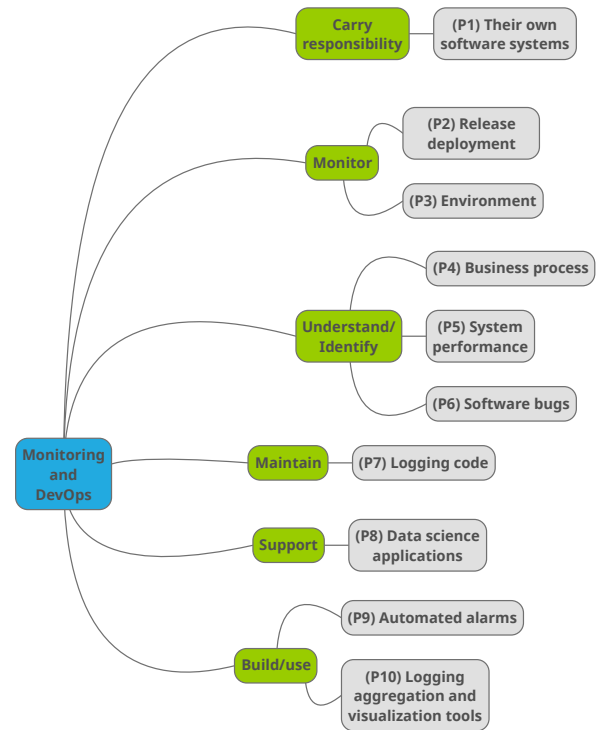 Carry
responsibility
(P1) Their own
software systems
Monitor
(P2) Release
deployment
(P3) Environment
Understand/
Identify
(P4) Business process
(P5) System
performance
(P6) Software bugs
Monitoring
and
DevOps
Maintain
(P7) Logging code
Support
(P8) Data science
applications
Build/use
(P9) Automated alarms
(P10) Logging
aggregation and
visualization tools